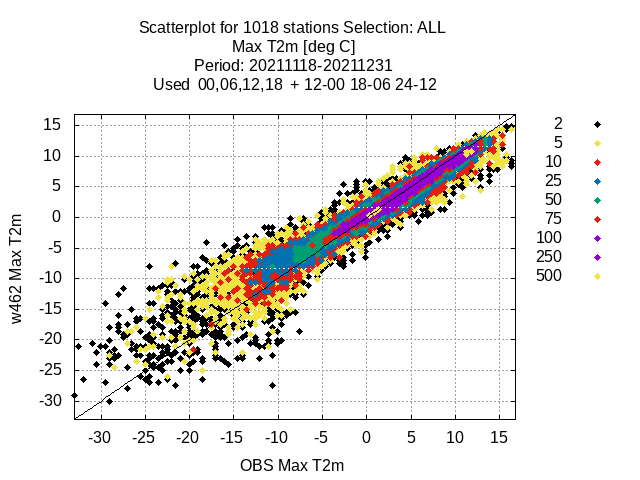 Scatterplot for 1018 stations Selection: ALL
Max T2m [deg C]
Period: 20211118-20211231
Used 00,06,12,18 + 12-00 18-06 24-12
15
10
5
0
-5
-10
-15
-20
-25
-30
w462 Max T2m
-30 -25 -20 -15 -10 -5 0 5 10 15
OBS Max T2m
2
5
10
25
50
75
100
250
500